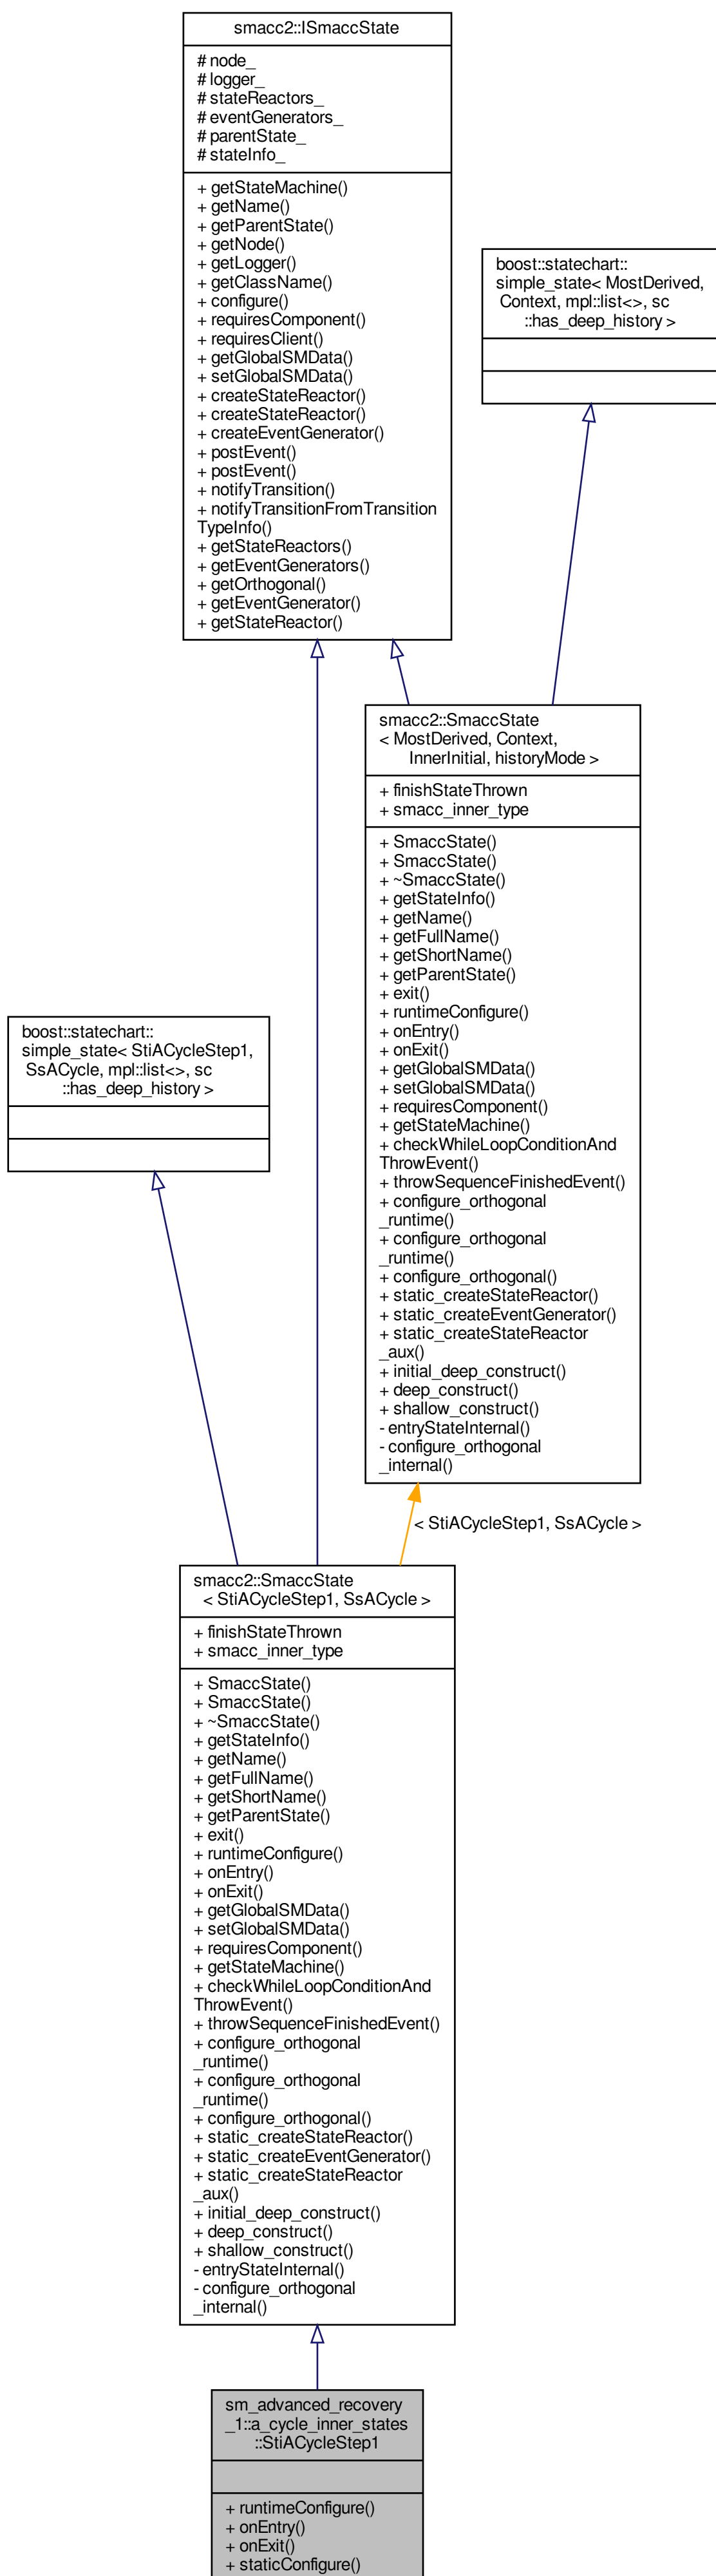 smacc2::ISmaccState
# node_
# logger_
# stateReactors_
# eventGenerators_
# parentState_
# stateInfo_
+ getStateMachine()
+ getName()
+ getParentState()
+ getNode()
+ getLogger()
+ getClassName()
+ configure()
+ requiresComponent()
+ requiresClient()
+ getGlobalSMData()
+ setGlobalSMData()
+ createStateReactor()
+ createStateReactor()
+ createEventGenerator()
+ postEvent()
+ postEvent()
+ notifyTransition()
+ notifyTransitionFromTransition
TypeInfo()
+ getStateReactors()
+ getEventGenerators()
+ getOrthogonal()
+ getEventGenerator()
+ getStateReactor()
boost::statechart::
simple_state< MostDerived,
Context, mpl::list<>, sc
::has_deep_history >
smacc2::SmaccState
< MostDerived, Context,
InnerInitial, historyMode >
+ finishStateThrown
+ smacc_inner_type
+ SmaccState()
+ SmaccState()
+ ~SmaccState()
+ getStateInfo()
+ getName()
+ getFullName()
+ getShortName()
+ getParentState()
+ exit()
+ runtimeConfigure()
+ onEntry()
+ onExit()
+ getGlobalSMData()
+ setGlobalSMData()
+ requiresComponent()
+ getStateMachine()
+ checkWhileLoopConditionAnd
ThrowEvent()
+ throwSequenceFinishedEvent()
+ configure_orthogonal
_runtime()
+ configure_orthogonal
_runtime()
+ configure_orthogonal()
+ static_createStateReactor()
+ static_createEventGenerator()
+ static_createStateReactor
_aux()
+ initial_deep_construct()
+ deep_construct()
+ shallow_construct()
- entryStateInternal()
- configure_orthogonal
_internal()
boost::statechart::
simple_state< StiACycleStep1,
SsACycle, mpl::list<>, sc
::has_deep_history >
< StiACycleStep1, SsACycle >
smacc2::SmaccState
< StiACycleStep1, SsACycle >
+ finishStateThrown
+ smacc_inner_type
+ SmaccState()
+ SmaccState()
+ ~SmaccState()
+ getStateInfo()
+ getName()
+ getFullName()
+ getShortName()
+ getParentState()
+ exit()
+ runtimeConfigure()
+ onEntry()
+ onExit()
+ getGlobalSMData()
+ setGlobalSMData()
+ requiresComponent()
+ getStateMachine()
+ checkWhileLoopConditionAnd
ThrowEvent()
+ throwSequenceFinishedEvent()
+ configure_orthogonal
_runtime()
+ configure_orthogonal
_runtime()
+ configure_orthogonal()
+ static_createStateReactor()
+ static_createEventGenerator()
+ static_createStateReactor
_aux()
+ initial_deep_construct()
+ deep_construct()
+ shallow_construct()
- entryStateInternal()
- configure_orthogonal
_internal()
sm_advanced_recovery
_1::a_cycle_inner_states
::StiACycleStep1
+ runtimeConfigure()
+ onEntry()
+ onExit()
+ staticConfigure()